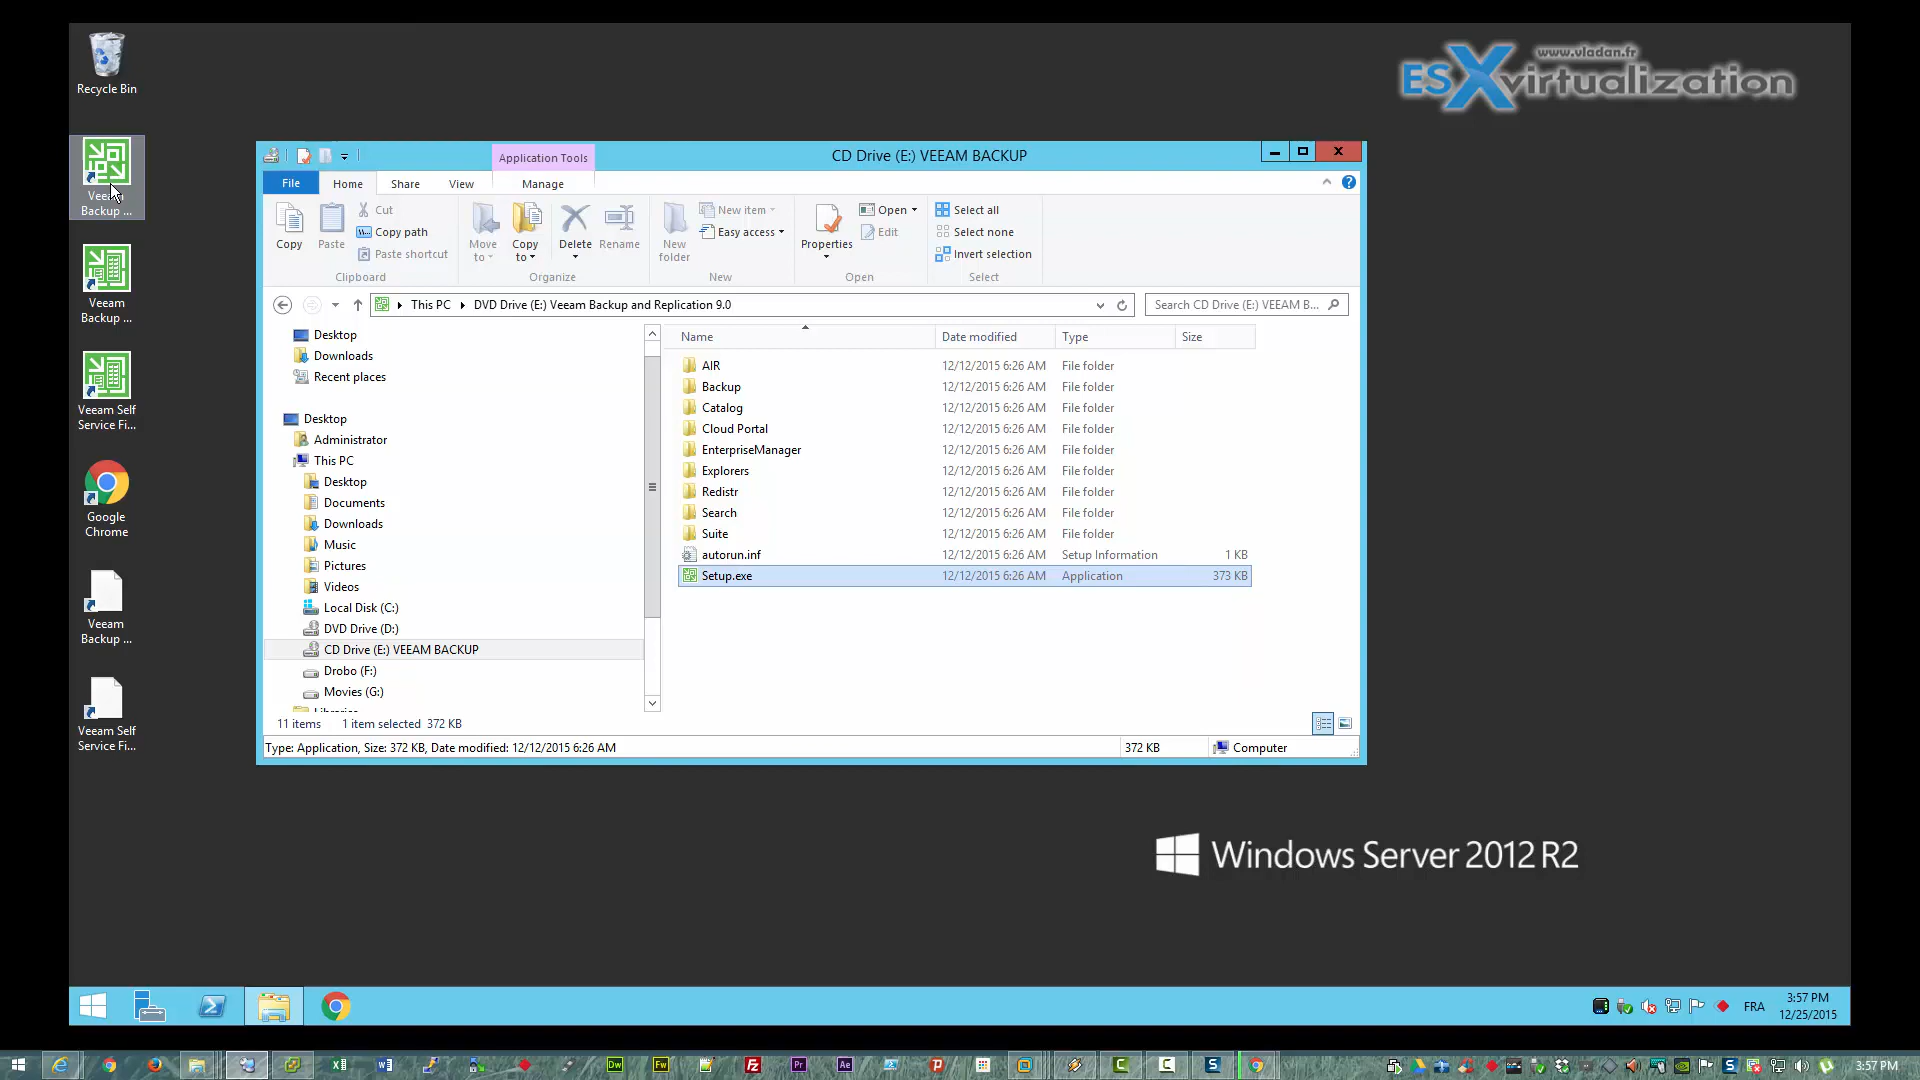 Recycle Bin
www.vladan.fr
ESXvirtualization
Veeam
Backup ...
Veeam
Backup ...
Veeam Self
Service Fi...
Google
Chrome
Veeam
Backup ...
Veeam Self
Service Fi...
Application Tools
CD Drive (E:) VEEAM BACKUP
File
Home
Share
View
Manage
Copy
Paste
Cut
Copy path
Paste shortcut
Clipboard
Move to
Copy to
Delete
Rename
Organize
New folder
New item
Easy access
New
Properties
Open
Edit
Open
Select all
Select none
Invert selection
Select
This PC
DVD Drive (E:) Veeam Backup and Replication 9.0
Search CD Drive (E:) VEEAM B...
Desktop
Downloads
Recent places
Desktop
Administrator
This PC
Desktop
Documents
Downloads
Music
Pictures
Videos
Local Disk (C:)
DVD Drive (D:)
CD Drive (E:) VEEAM BACKUP
Drobo (F:)
Movies (G:)
Name Date modified Type Size
AIR 12/12/2015 6:26 AM File folder
Backup 12/12/2015 6:26 AM File folder
Catalog 12/12/2015 6:26 AM File folder
Cloud Portal 12/12/2015 6:26 AM File folder
EnterpriseManager 12/12/2015 6:26 AM File folder
Explorers 12/12/2015 6:26 AM File folder
Redistr 12/12/2015 6:26 AM File folder
Search 12/12/2015 6:26 AM File folder
Suite 12/12/2015 6:26 AM File folder
autorun.inf 12/12/2015 6:26 AM Setup Information 1 KB
Setup.exe 12/12/2015 6:26 AM Application 373 KB
11 items 1 item selected 372 KB
Type: Application, Size: 372 KB, Date modified: 12/12/2015 6:26 AM
372 KB
Computer
Windows Server 2012 R2
FRA
3:57 PM
12/25/2015
Dw
Fw
Pr
Ae
3:57 PM